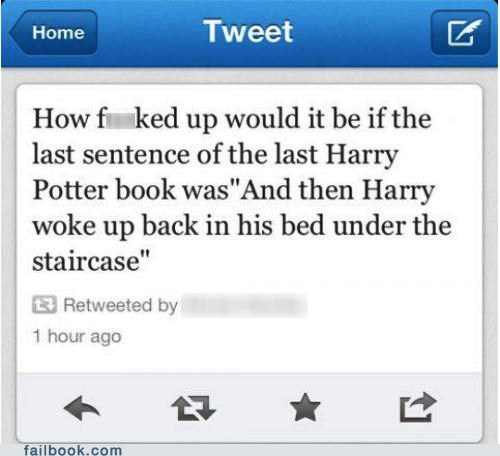 Home Tweet
How f ked up would it be if the
last sentence of the last Harry
Potter book was"And then Harry
woke up back in his bed under the
staircase"
Retweeted by
1 hour ago
failbook.com